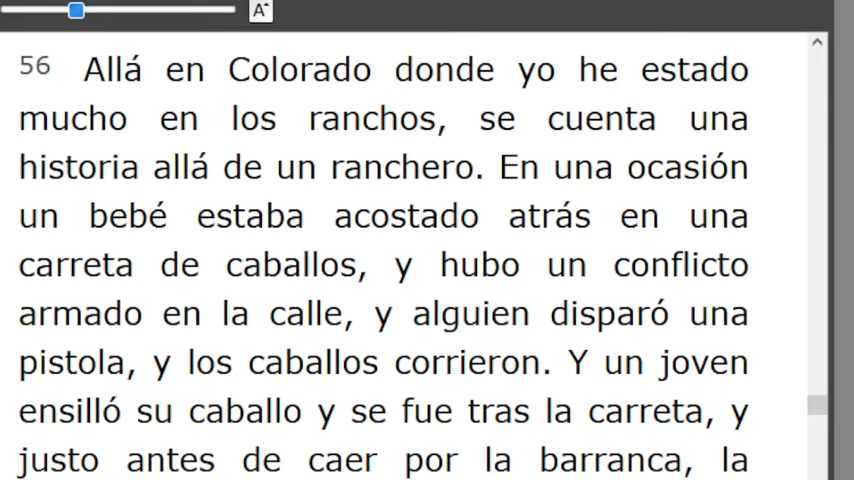 A
56 Allá en Colorado donde yo he estado
mucho en los ranchos, se cuenta una
historia allá de un ranchero. En una ocasión
un bebé estaba acostado atrás en una
carreta de caballos, y hubo un conflicto
armado en la calle, y alguien disparó una
pistola, y los caballos corrieron. Y un joven
ensilló su caballo y se fue tras la carreta, y
justo antes de caer por la barranca, la